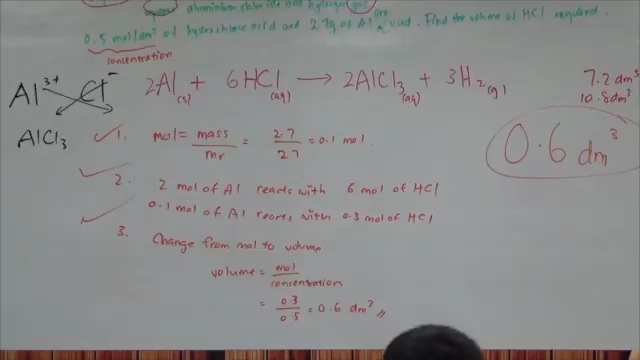 aluminium chloride and hydrogen gas
0.5 mol/dm³ of hydrochloric acid and 2.7g of Al are used. Find the volume of HCl required.
concentration
Al³⁺ Cl⁻
AlCl₃
2Al(s) + 6HCl(aq) → 2AlCl₃(aq) + 3H₂(g)
7.2 dm³
10.8 dm³
0.6 dm³
1. mol = mass/mr = 2.7/27 = 0.1 mol.
2. 2 mol of Al reacts with 6 mol of HCl
0.1 mol of Al reacts with 0.3 mol of HCl
3. Change from mol to volume
volume = mol/concentration
= 0.3/0.5 = 0.6 dm³ //